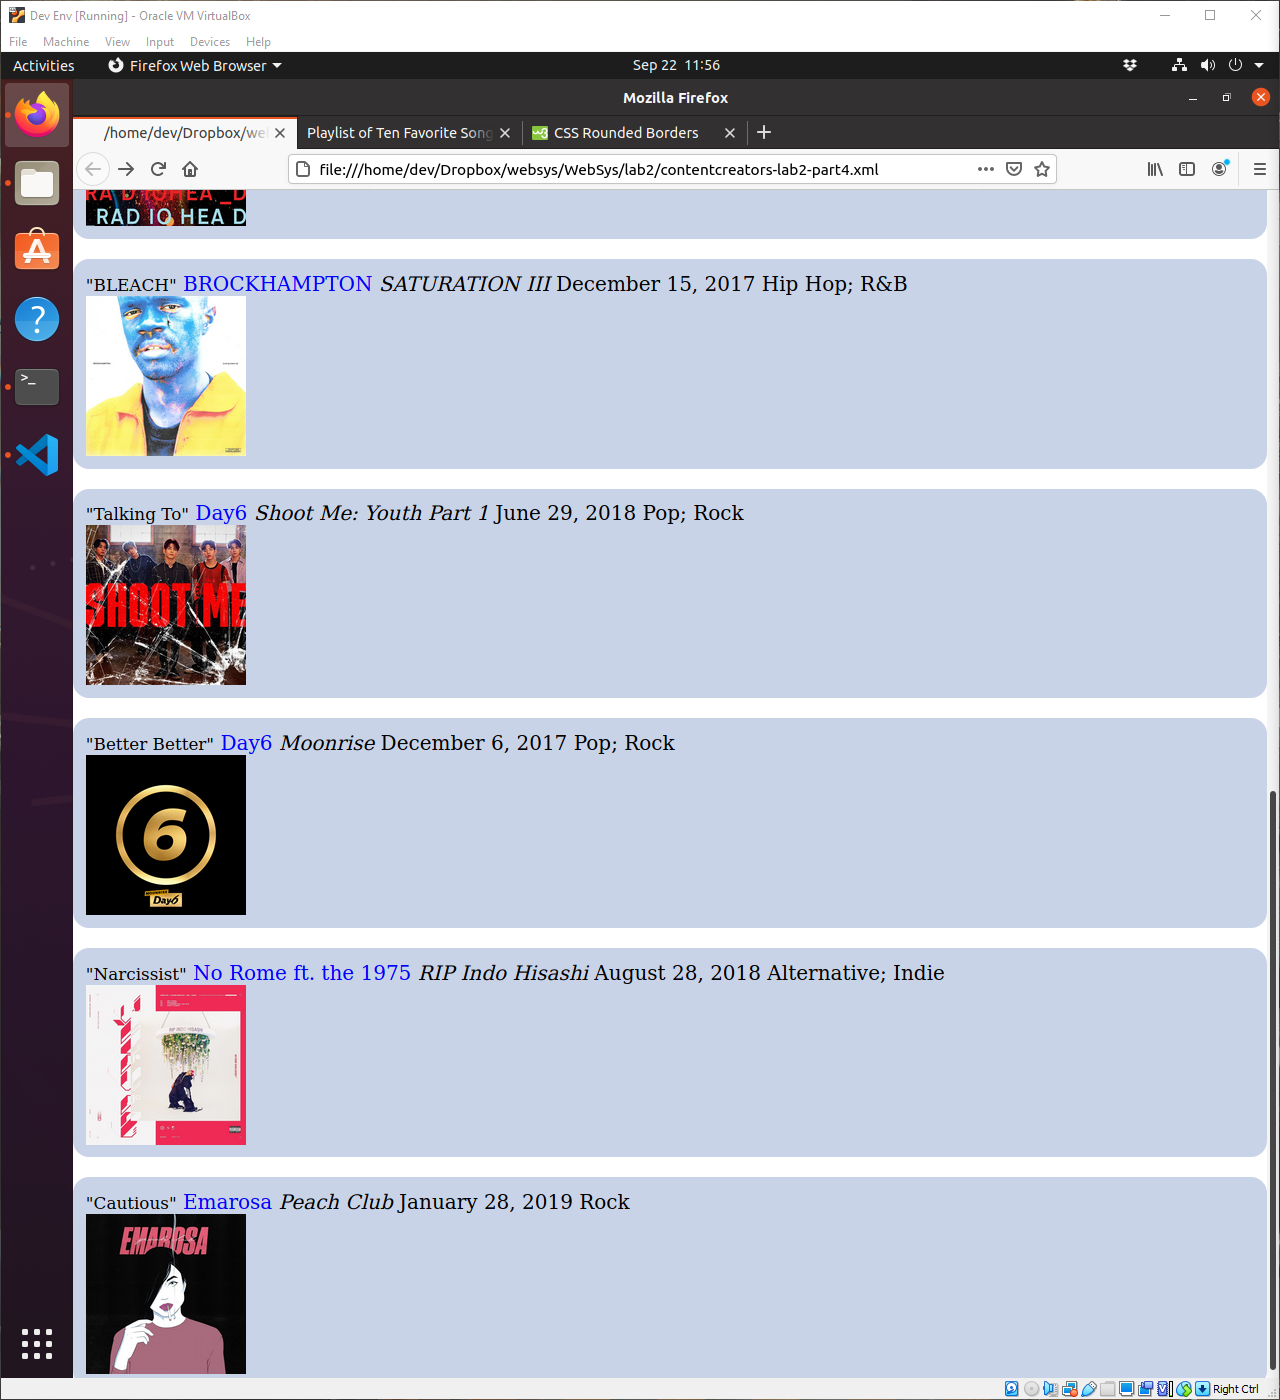 Dev Env [Running] - Oracle VM VirtualBox
File Machine View Input Devices Help
Activities Firefox Web Browser Sep 22 11:56
Mozilla Firefox
/home/dev/Dropbox/we Playlist of Ten Favorite Song CSS Rounded Borders
file:///home/dev/Dropbox/websys/WebSys/lab2/contentcreators-lab2-part4.xml
RAD IO HEA D
"BLEACH" BROCKHAMPTON SATURATION III December 15, 2017 Hip Hop; R&B
"Talking To" Day6 Shoot Me: Youth Part 1 June 29, 2018 Pop; Rock
SHOOT ME
"Better Better" Day6 Moonrise December 6, 2017 Pop; Rock
6
Day6
"Narcissist" No Rome ft. the 1975 RIP Indo Hisashi August 28, 2018 Alternative; Indie
RIP INDO HISASHI
"Cautious" Emarosa Peach Club January 28, 2019 Rock
EMAROSA
Right Ctrl